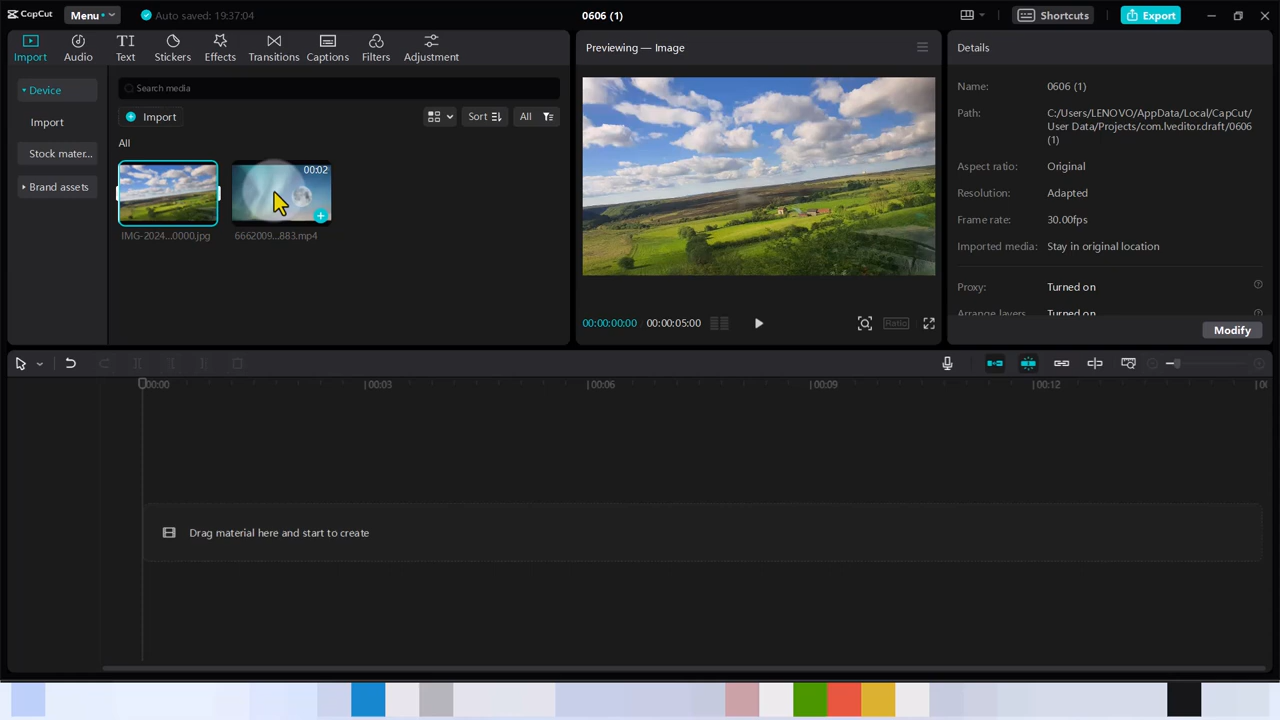 CapCut
Menu
Auto saved: 19:37:04
0606 (1)
Shortcuts
Export
Import
Audio
Text
Stickers
Effects
Transitions
Captions
Filters
Adjustment
Device
Import
Stock mater...
Brand assets
Search media
Import
Sort
All
All
00:02
IMG-2024...0000.jpg
6662009...883.mp4
Previewing — Image
00:00:00:00
00:00:05:00
Ratio
Details
Name: 0606 (1)
Path: C:/Users/LENOVO/AppData/Local/CapCut/
User Data/Projects/com.lveditor.draft/0606
(1)
Aspect ratio: Original
Resolution: Adapted
Frame rate: 30.00fps
Imported media: Stay in original location
Proxy: Turned on
Arrange layers Turned on
Modify
00:00
00:03
00:06
00:09
00:12
Drag material here and start to create